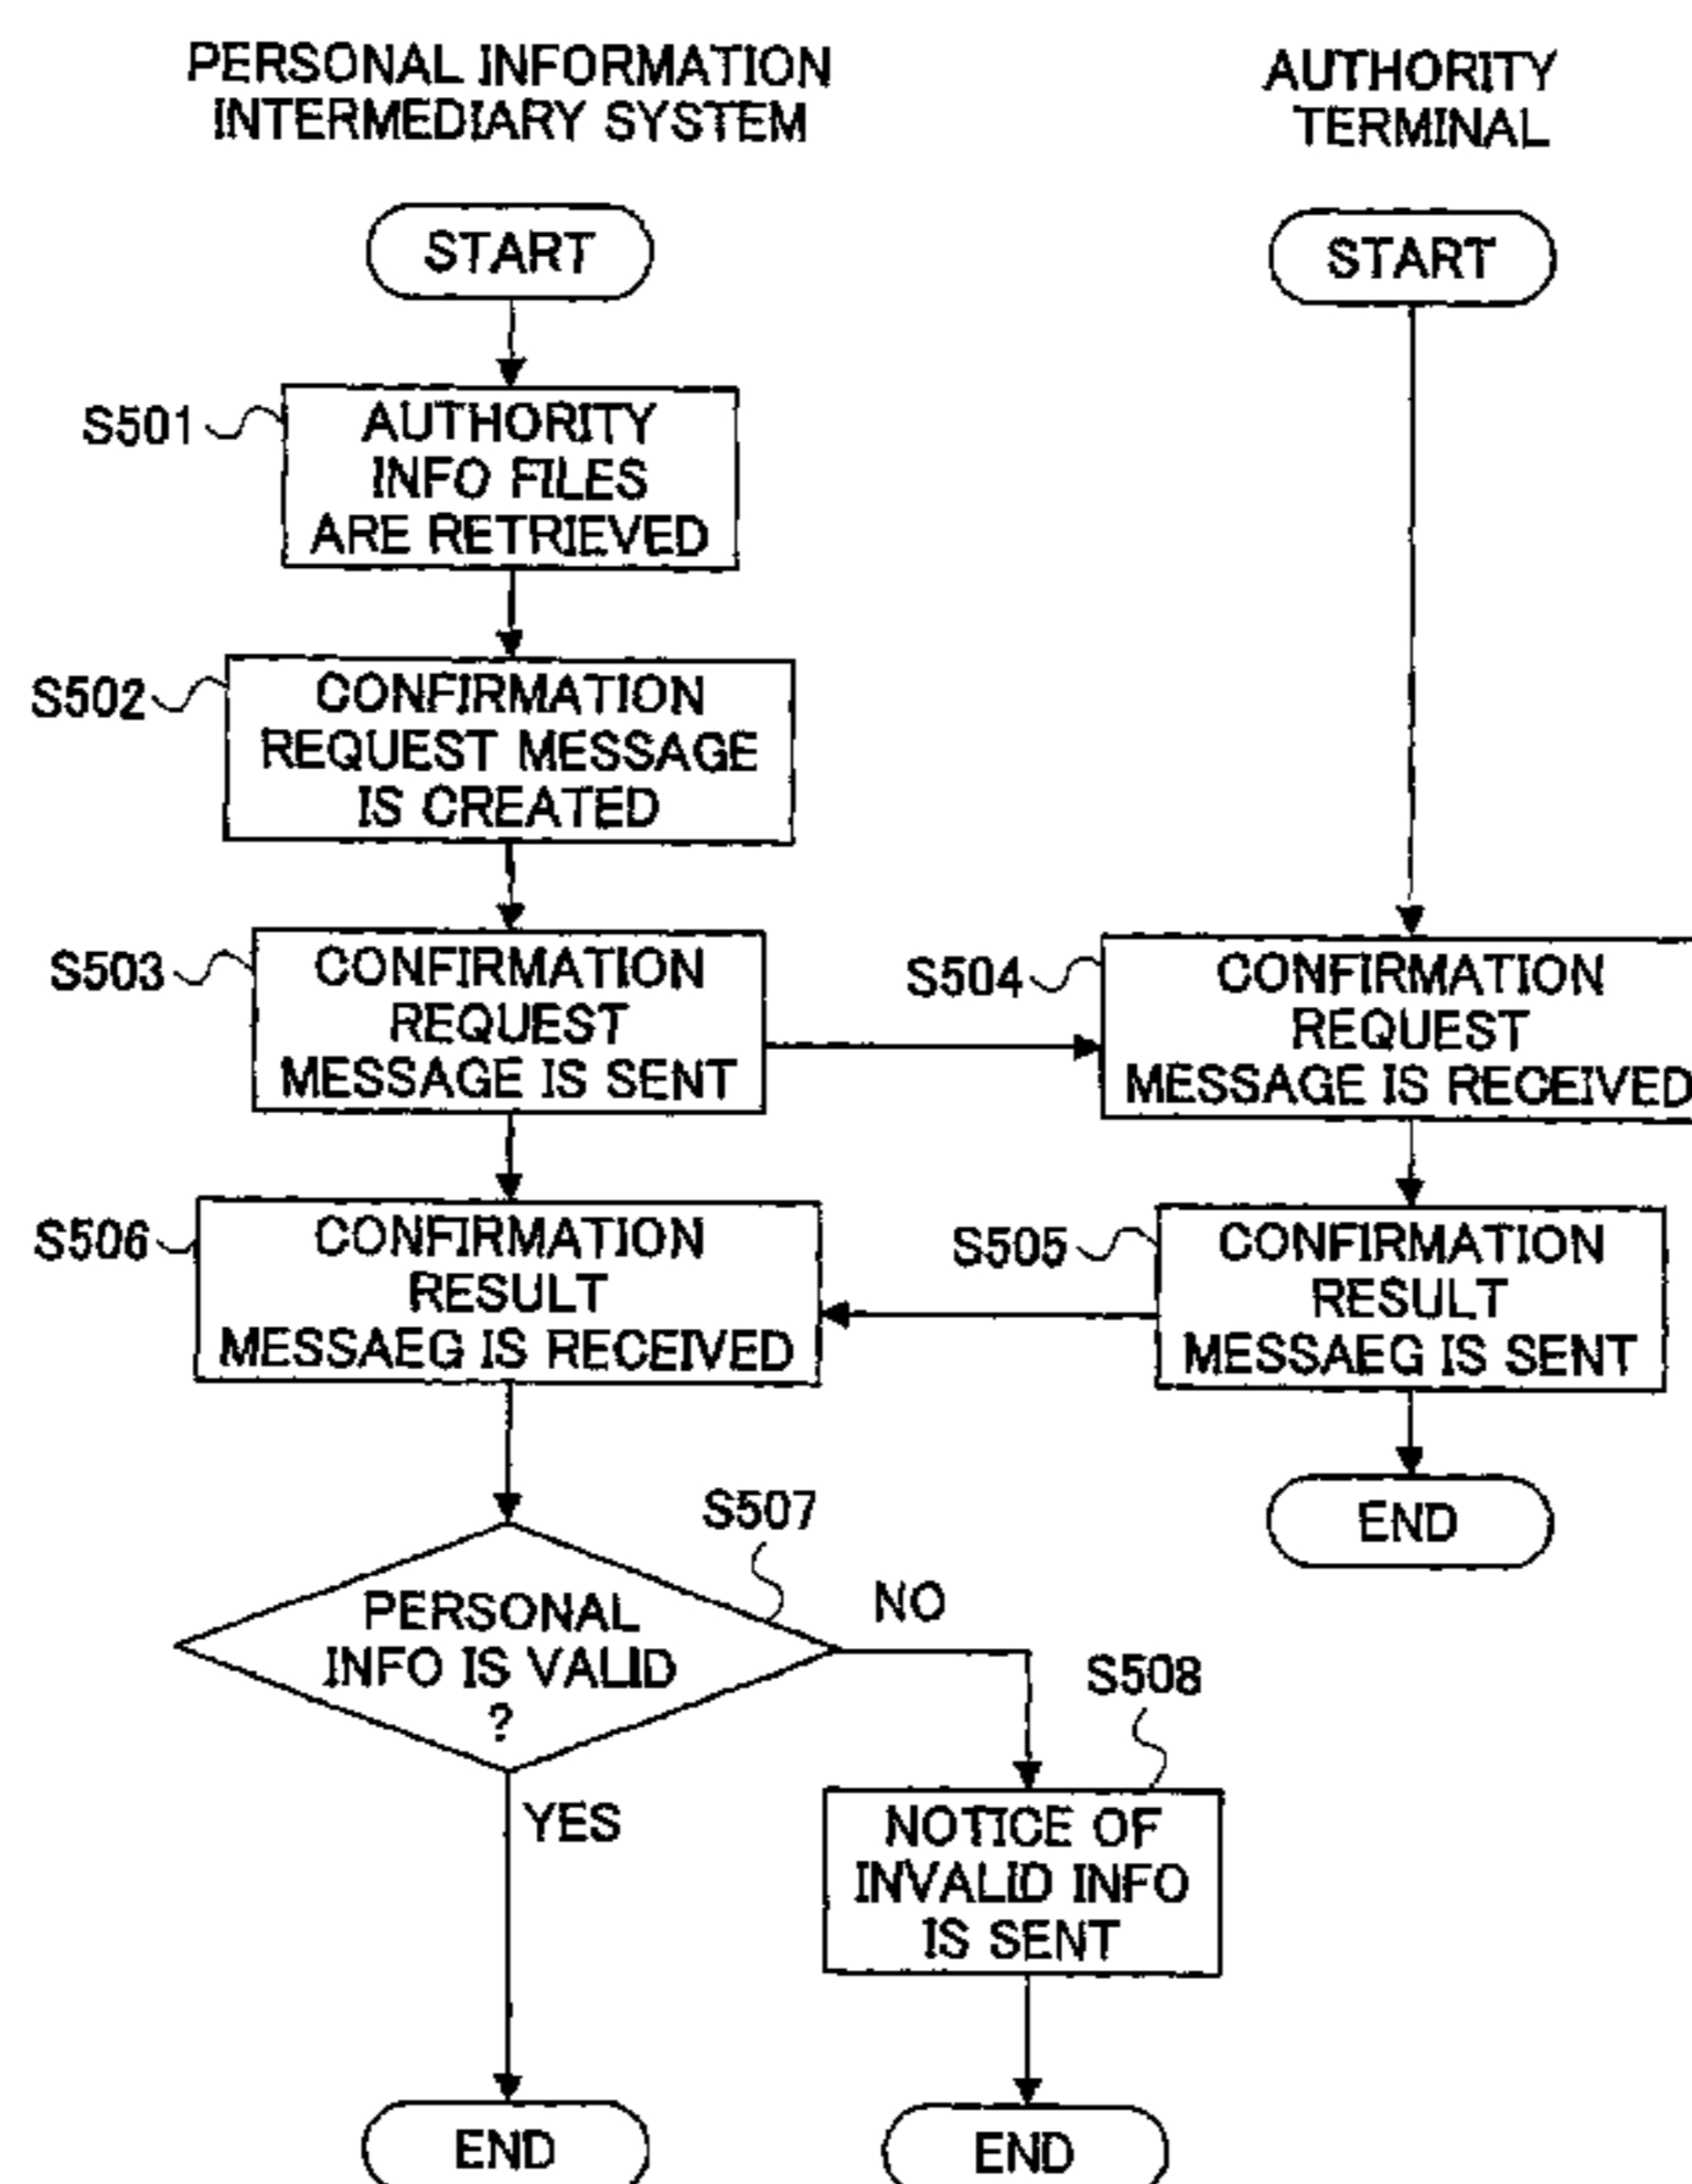 PERSONAL INFORMATION
INTERMEDIARY SYSTEM
AUTHORITY
TERMINAL
START
START
S501
AUTHORITY
INFO FILES
ARE RETRIEVED
S502
CONFIRMATION
REQUEST MESSAGE
IS CREATED
S503
CONFIRMATION
REQUEST
MESSAGE IS SENT
S504
CONFIRMATION
REQUEST
MESSAGE IS RECEIVED
S506
CONFIRMATION
RESULT
MESSAEG IS RECEIVED
S505
CONFIRMATION
RESULT
MESSAEG IS SENT
END
S507
PERSONAL
INFO IS VALID
?
NO
YES
S508
NOTICE OF
INVALID INFO
IS SENT
END
END